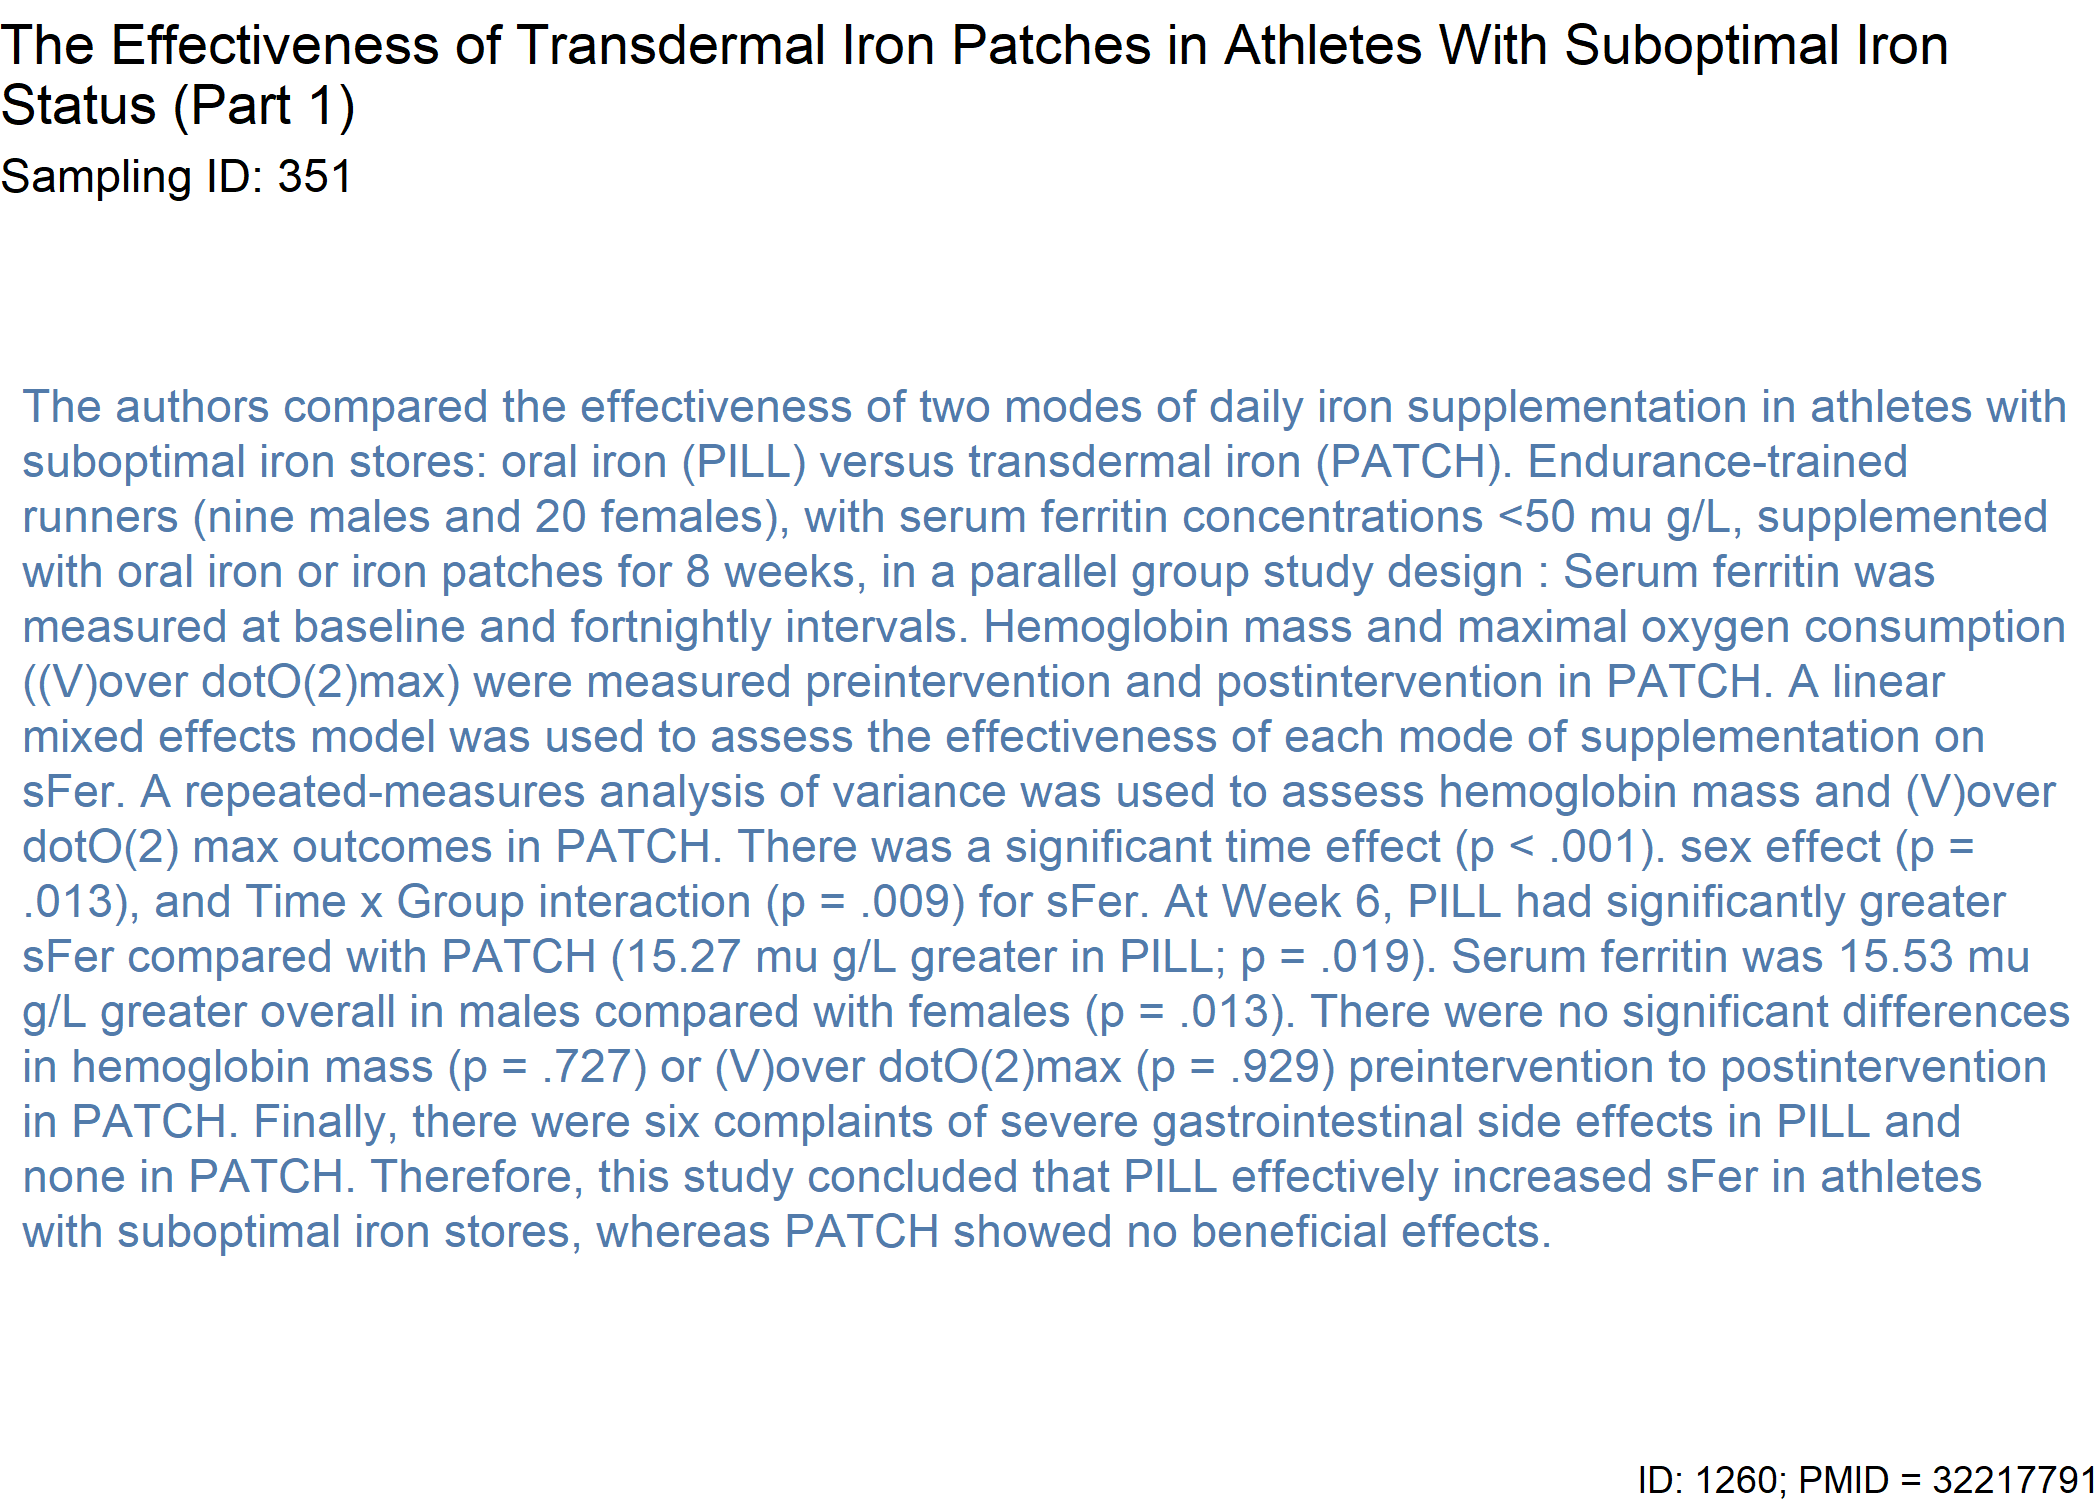 The Effectiveness of Transdermal Iron Patches in Athletes With Suboptimal Iron
Status (Part 1)
Sampling ID: 351
The authors compared the effectiveness of two modes of daily iron supplementation in athletes with
suboptimal iron stores: oral iron (PILL) versus transdermal iron (PATCH). Endurance-trained
runners (nine males and 20 females), with serum ferritin concentrations <50 mu g/L, supplemented
with oral iron or iron patches for 8 weeks, in a parallel group study design : Serum ferritin was
measured at baseline and fortnightly intervals. Hemoglobin mass and maximal oxygen consumption
((V)over dotO(2)max) were measured preintervention and postintervention in PATCH. A linear
mixed effects model was used to assess the effectiveness of each mode of supplementation on
sFer. A repeated-measures analysis of variance was used to assess hemoglobin mass and (V)over
dotO(2) max outcomes in PATCH. There was a significant time effect (p < .001). sex effect (p =
.013), and Time x Group interaction (p = .009) for sFer. At Week 6, PILL had significantly greater
sFer compared with PATCH (15.27 mu g/L greater in PILL; p = .019). Serum ferritin was 15.53 mu
g/L greater overall in males compared with females (p = .013). There were no significant differences
in hemoglobin mass (p = .727) or (V)over dotO(2)max (p = .929) preintervention to postintervention
in PATCH. Finally, there were six complaints of severe gastrointestinal side effects in PILL and
none in PATCH. Therefore, this study concluded that PILL effectively increased sFer in athletes
with suboptimal iron stores, whereas PATCH showed no beneficial effects.
ID: 1260; PMID = 32217791